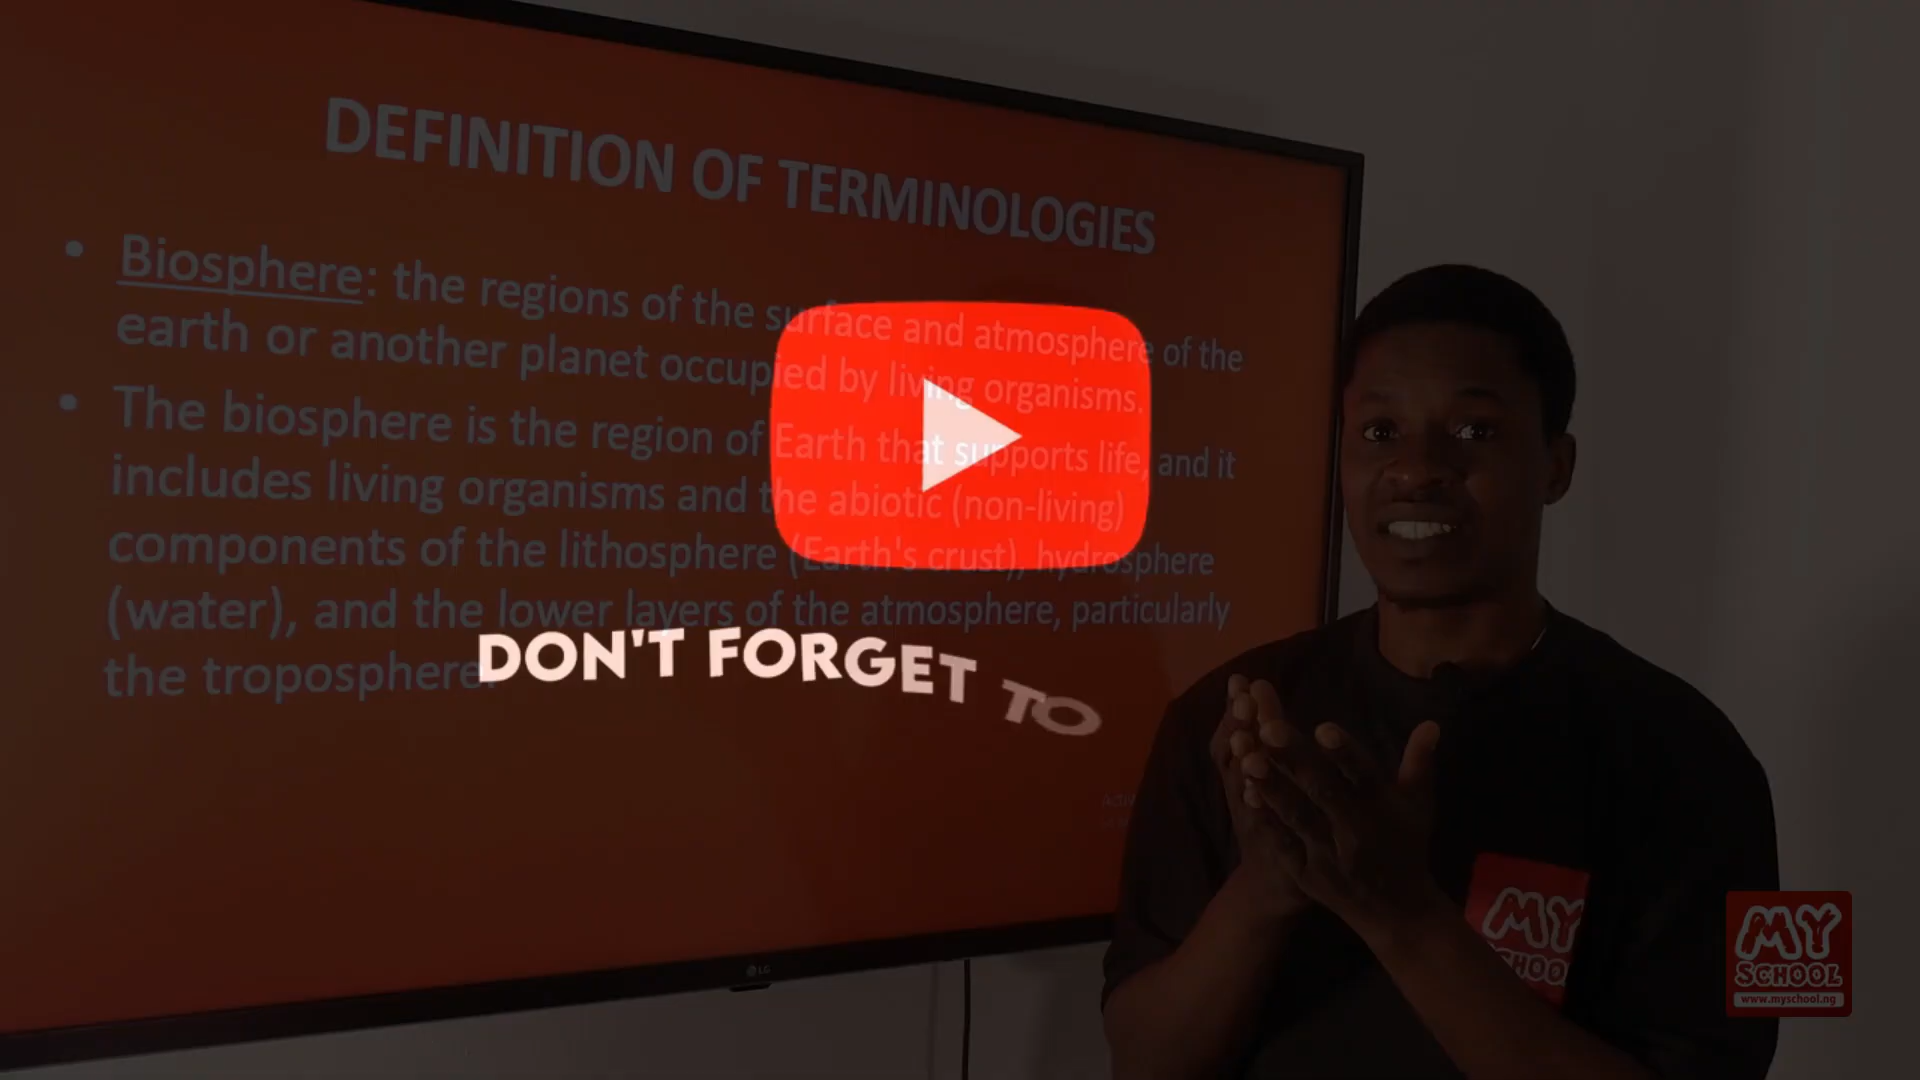 DEFINITION OF TERMINOLOGIES
• Biosphere: the regions of the surface and atmosphere of the
earth or another planet occupied by living organisms.
• The biosphere is the region of Earth that supports life, and it
includes living organisms and the abiotic (non-living)
components of the lithosphere (Earth's crust), hydrosphere
(water), and the lower layers of the atmosphere, particularly
the troposphere.
DON'T FORGET TO
LG
MY
SCHOOL
MY
SCHOOL
www.myschool.ng